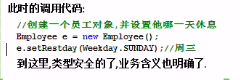 此时的调用代码:
//创建一个员工对象,并设置他哪一天休息
Employee e = new Employee();
e.setRestday(Weekday.SUNDAY);//周三
到这里,类型安全的了,业务含义也明确了.